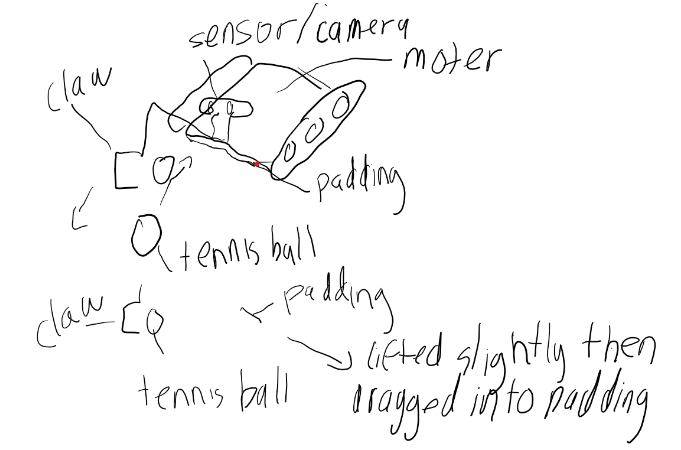 sensor/camera
moter
claw
padding
tennis ball
padding
claw
lifted slightly then
dragged into padding
tennis ball